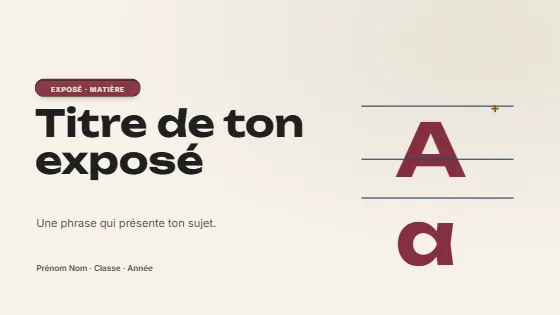 EXPOSÉ · MATIÈRE
Titre de ton
exposé
Une phrase qui présente ton sujet.
Prénom Nom · Classe · Année
A
a